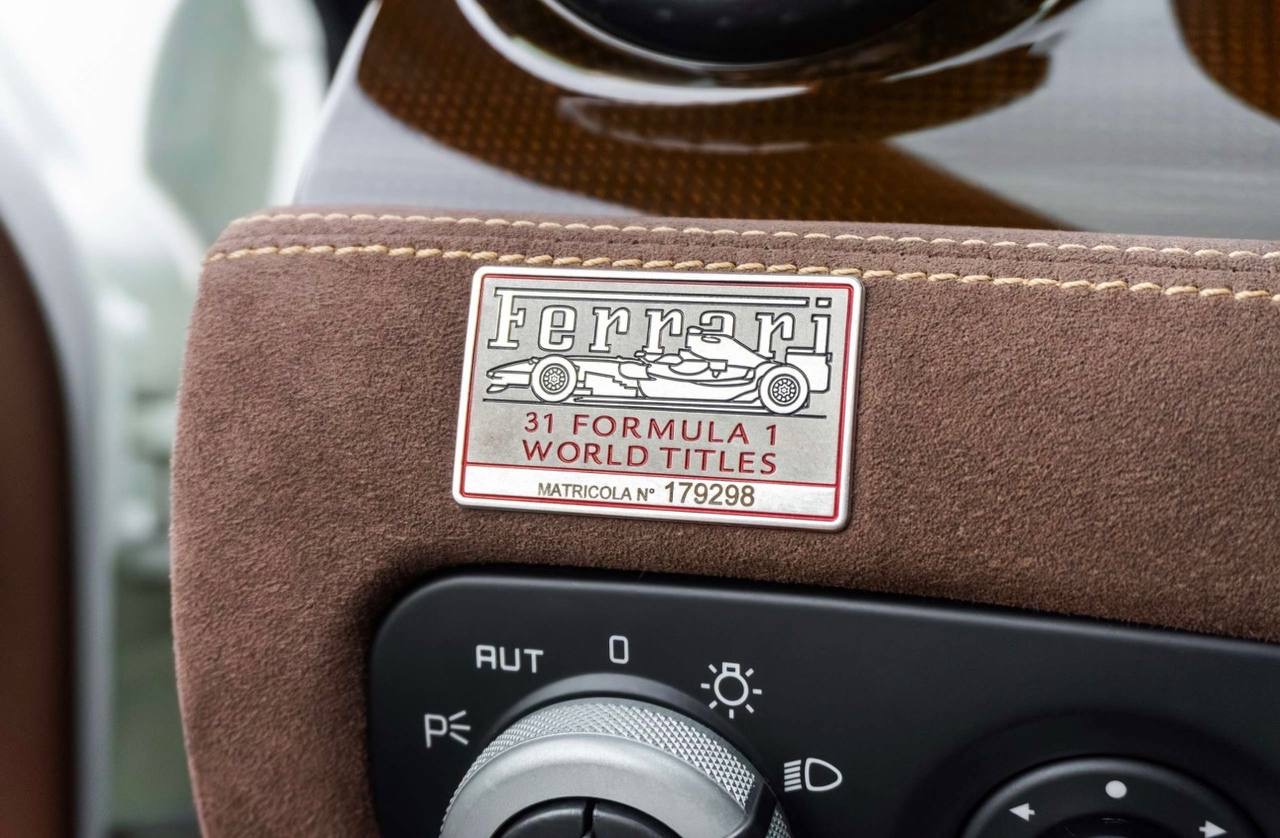 Ferrari
31 FORMULA 1
WORLD TITLES
MATRICOLA N° 179298
AUT
0
P